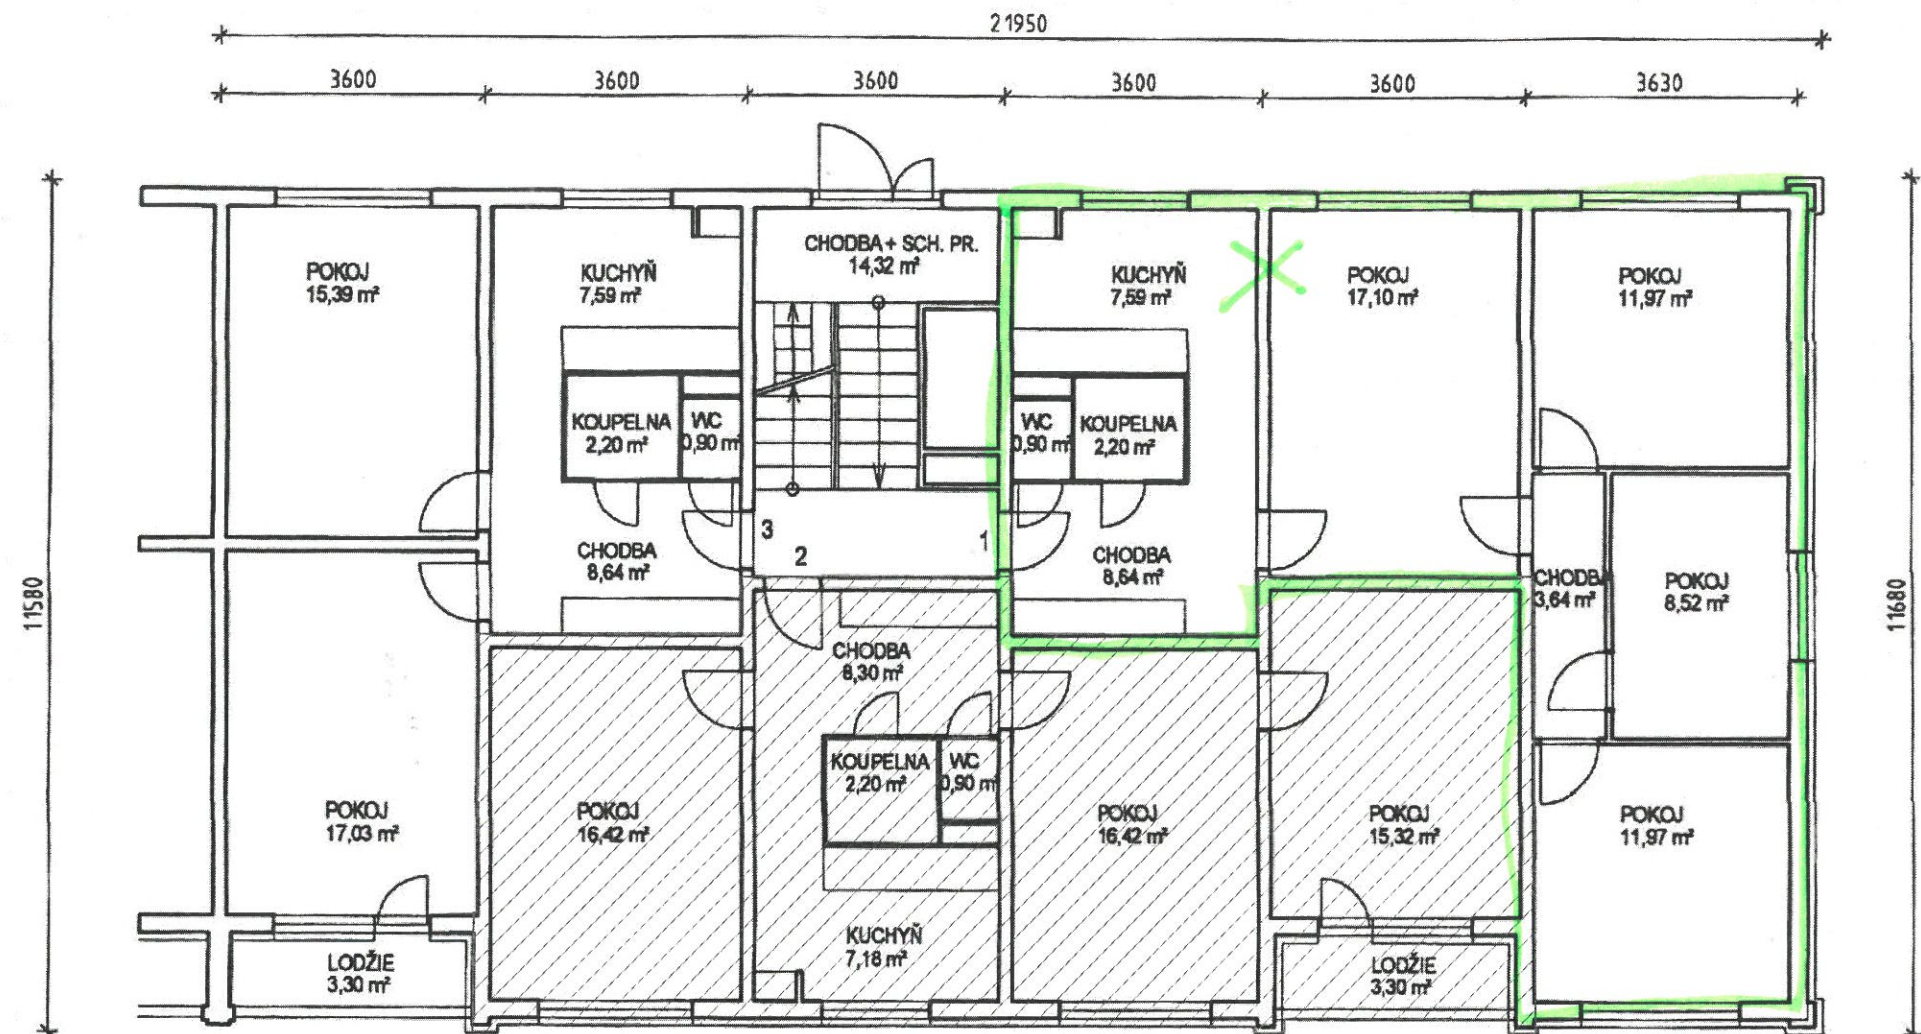 21950
3600
3600
3600
3600
3600
3630
11580
11680
POKOJ
15,39 m²
KUCHYŇ
7,59 m²
CHODBA + SCH. PR.
14,32 m²
KUCHYŇ
7,59 m²
POKOJ
17,10 m²
POKOJ
11,97 m²
KOUPELNA
2,20 m²
WC
0,90 m²
WC
0,90 m²
KOUPELNA
2,20 m²
3
2
1
CHODBA
8,64 m²
CHODBA
8,64 m²
CHODBA
3,64 m²
POKOJ
8,52 m²
CHODBA
8,30 m²
KOUPELNA
2,20 m²
WC
0,90 m²
POKOJ
17,03 m²
POKOJ
16,42 m²
POKOJ
16,42 m²
POKOJ
15,32 m²
POKOJ
11,97 m²
KUCHYŇ
7,18 m²
LODŽIE
3,30 m²
LODŽIE
3,30 m²